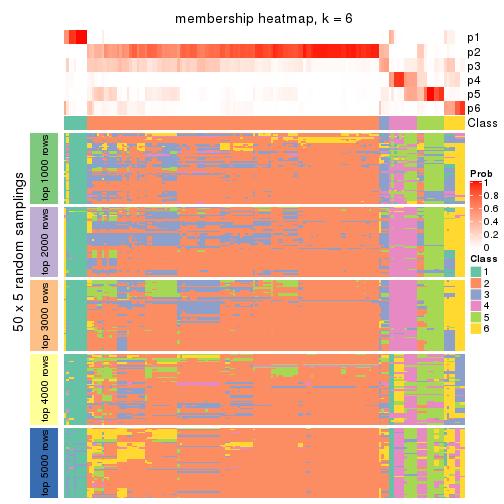 membership heatmap, k = 6
p1
p2
p3
p4
p5
p6
Class
50 x 5 random samplings
top 1000 rows
top 2000 rows
top 3000 rows
top 4000 rows
top 5000 rows
Prob
1
0.8
0.6
0.4
0.2
0
Class
1
2
3
4
5
6